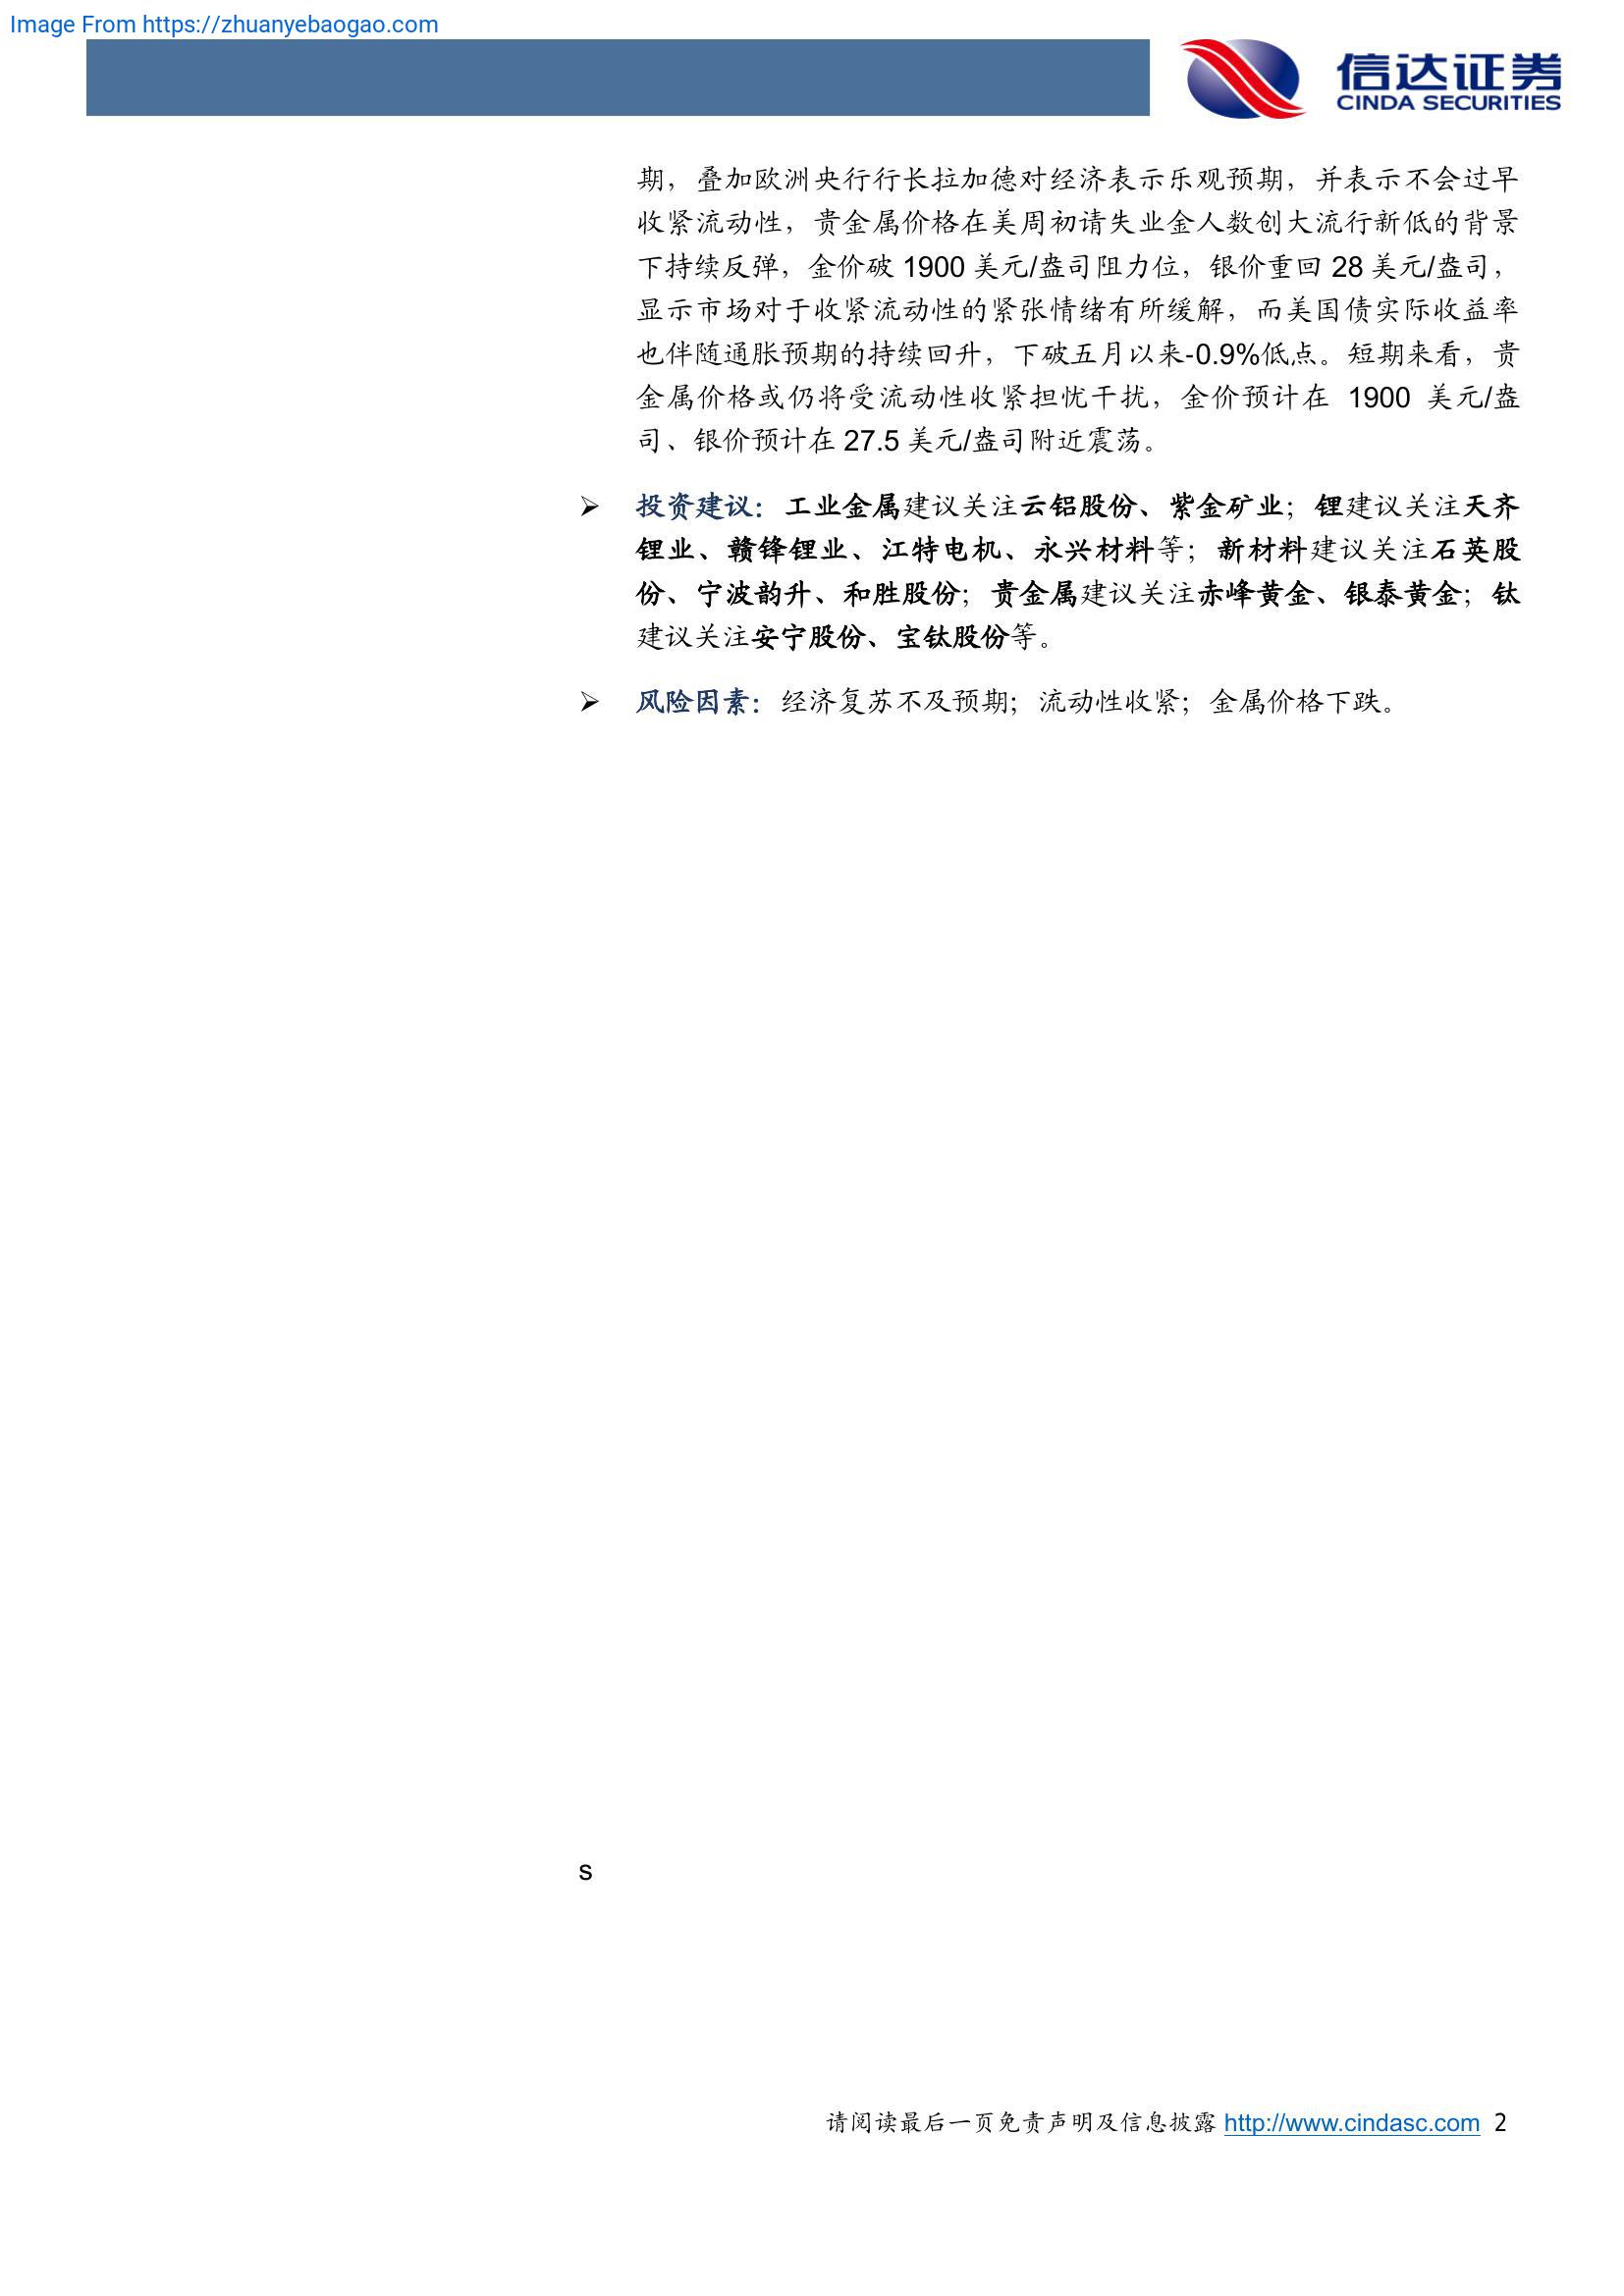 Image From https://zhuanyebaogao.com
信达证券
CINDA SECURITIES
期，叠加欧洲央行行长拉加德对经济表示乐观预期，并表示不会过早
收紧流动性，贵金属价格在美周初请失业金人数创大流行新低的背景
下持续反弹，金价破 1900 美元/盎司阻力位，银价重回 28 美元/盎司，
显示市场对于收紧流动性的紧张情绪有所缓解，而美国债实际收益率
也伴随通胀预期的持续回升，下破五月以来-0.9%低点。短期来看，贵
金属价格或仍将受流动性收紧担忧干扰，金价预计在 1900 美元/盎
司、银价预计在 27.5 美元/盎司附近震荡。
➢ 投资建议：工业金属建议关注云铝股份、紫金矿业；锂建议关注天齐
锂业、赣锋锂业、江特电机、永兴材料等；新材料建议关注石英股
份、宁波韵升、和胜股份；贵金属建议关注赤峰黄金、银泰黄金；钛
建议关注安宁股份、宝钛股份等。
➢ 风险因素：经济复苏不及预期；流动性收紧；金属价格下跌。
s
请阅读最后一页免责声明及信息披露 http://www.cindasc.com 2